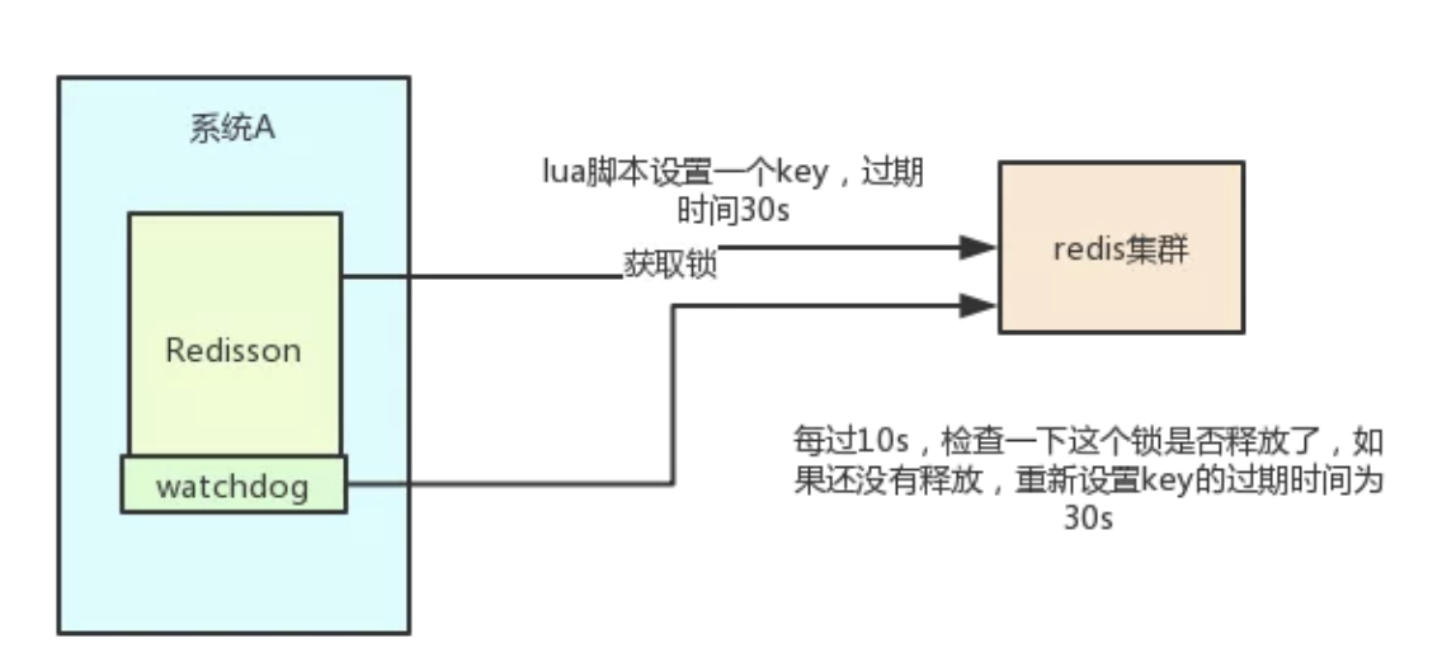 系统A
lua脚本设置一个key，过期
时间30s
获取锁
redis集群
Redisson
watchdog
每过10s，检查一下这个锁是否释放了，如
果还没有释放，重新设置key的过期时间为
30s